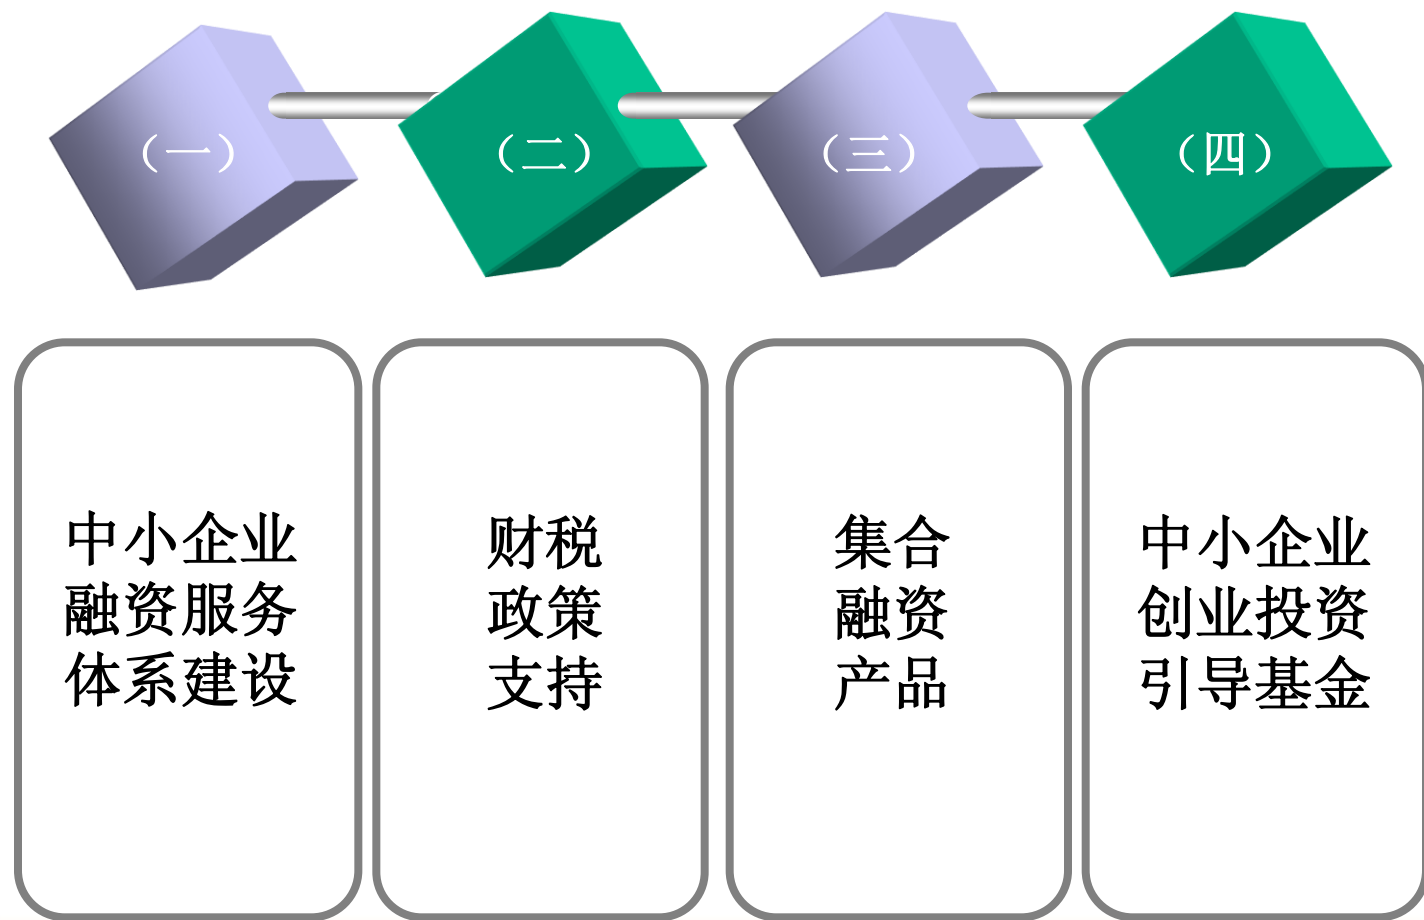 （一）
（二）
（三）
（四）
中小企业
融资服务
体系建设
财税
政策
支持
集合
融资
产品
中小企业
创业投资
引导基金